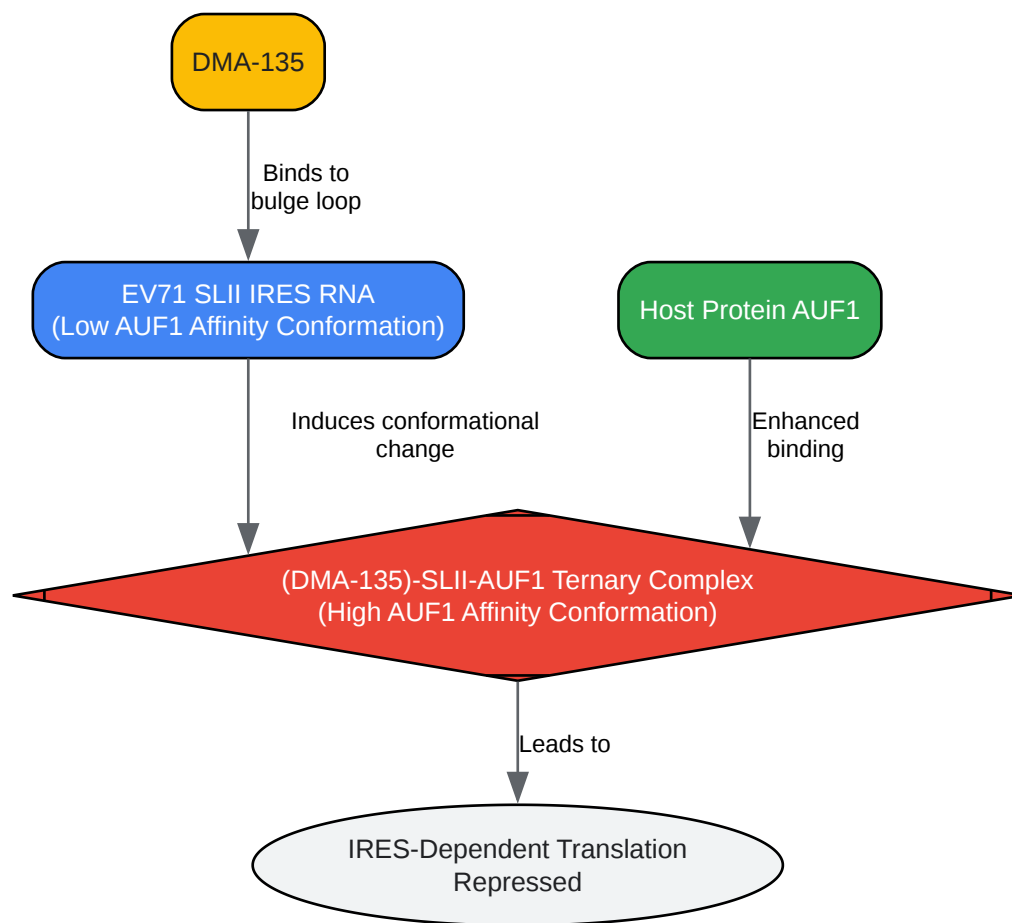 DMA-135
Binds to
bulge loop
EV71 SLII IRES RNA
(Low AUF1 Affinity Conformation)
Host Protein AUF1
Induces conformational
change
Enhanced
binding
(DMA-135)-SLII-AUF1 Ternary Complex
(High AUF1 Affinity Conformation)
Leads to
IRES-Dependent Translation
Repressed